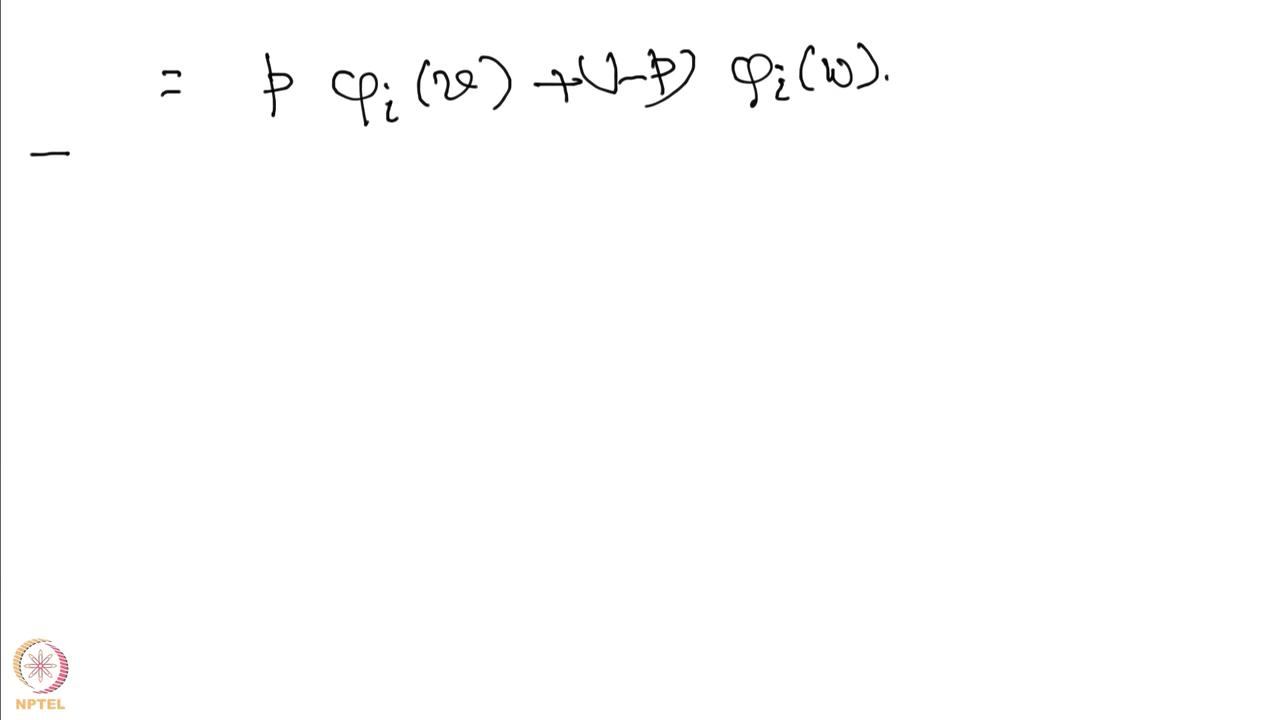 = p φᵢ(v) + (1-p) φᵢ(w).
—
NPTEL